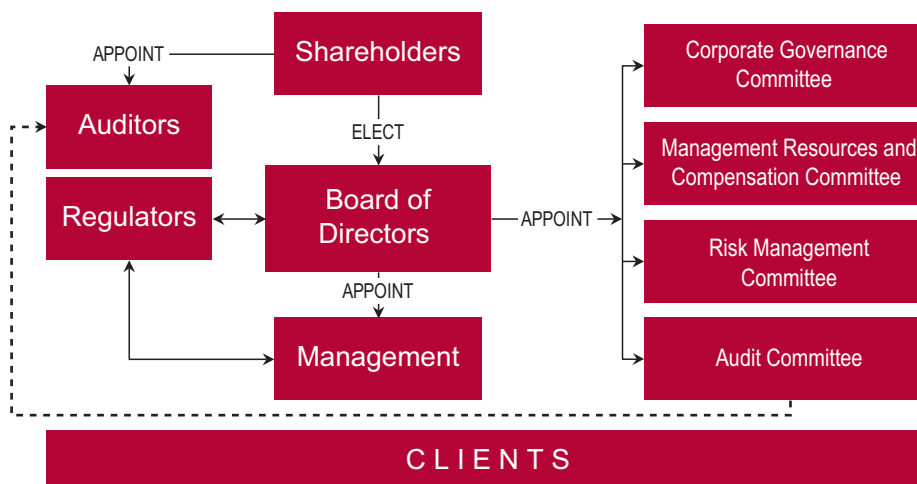 Shareholders
APPOINT
Auditors
ELECT
Regulators
Board of
Directors
APPOINT
Management
APPOINT
Corporate Governance
Committee
Management Resources and
Compensation Committee
Risk Management
Committee
Audit Committee
CLIENTS